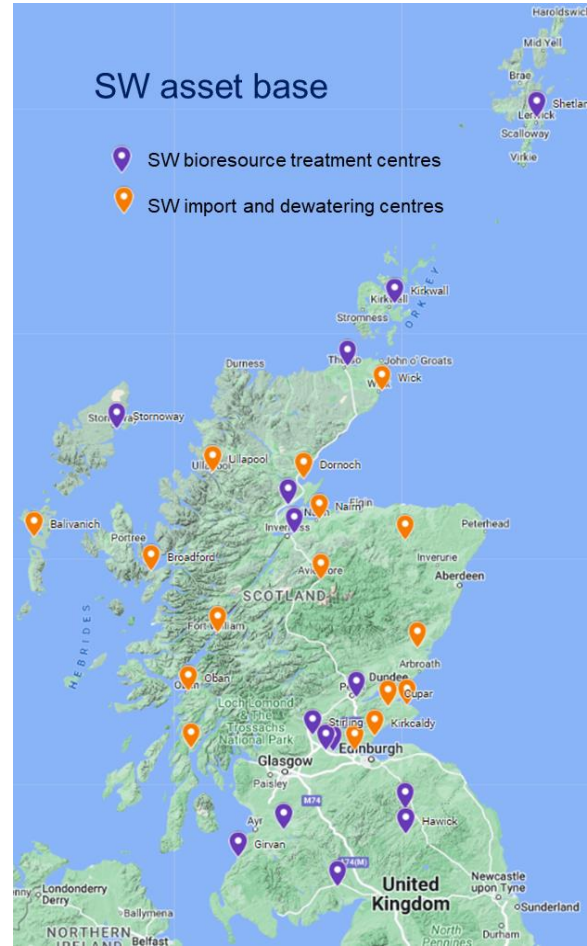 Haroldswick
Mid Yell
Brae
SW asset base
Shetlan
Lerwick
Scalloway
Virkie
SW bioresource treatment centres
SW import and dewatering centres
Kirkwall
Kirkwall
Stromness
ORKNEY
Thurso
John o' Groats
Durness
Wick
Wick
Stornoway
Stornoway
Ullapool
Ullapool
Dornoch
Elgin
Nairn
Nairn
Balivanich
Peterhead
Portree
Inverness
Broadford
Inverurie
Aviemore
Aberdeen
SCOTLAND
HEBRIDES
Fort William
Arbroath
Oban
Oban
Dundee
Loch Lomond
& The
Trossachs
National Park
Cupar
Stirling
Kirkcaldy
Edinburgh
Glasgow
Paisley
M74
Ayr
Hawick
Girvan
A74(M)
United
Kingdom
Newcastle
upon Tyne
Londonderry
Derry
Sunderland
Ballymena
NORTHERN
IRELAND
Belfast
North
Pennines
Durham